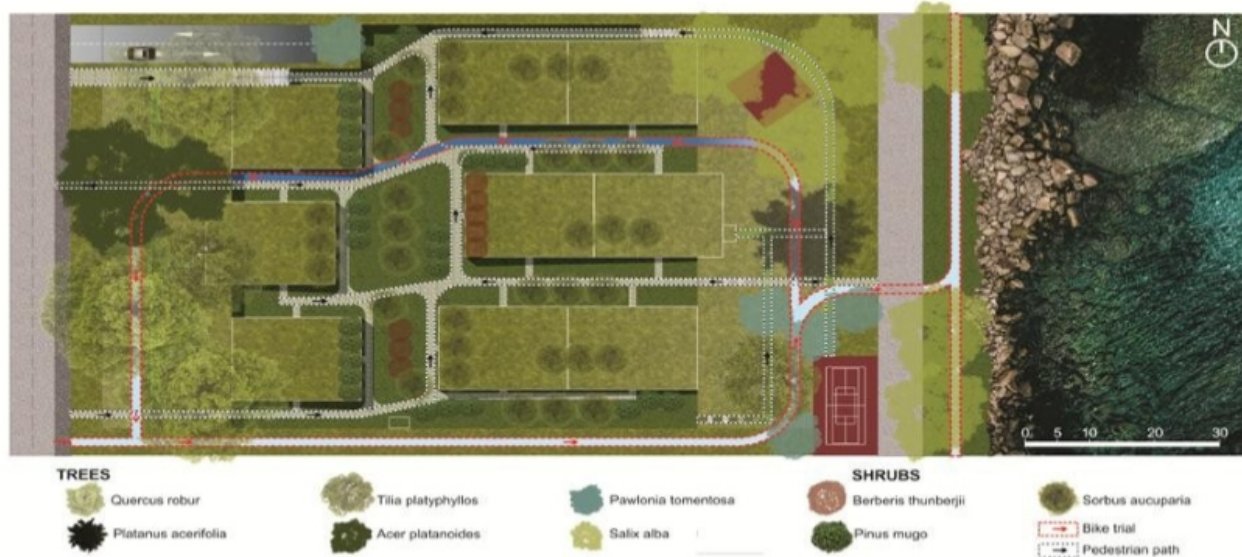 N
0 5 10 20 30
TREES
SHRUBS
Quercus robur
Tilia platyphyllos
Pawlonia tomentosa
Berberis thunberjii
Sorbus aucuparia
Platanus acerifolia
Acer platanoides
Salix alba
Pinus mugo
Bike trial
Pedestrian path